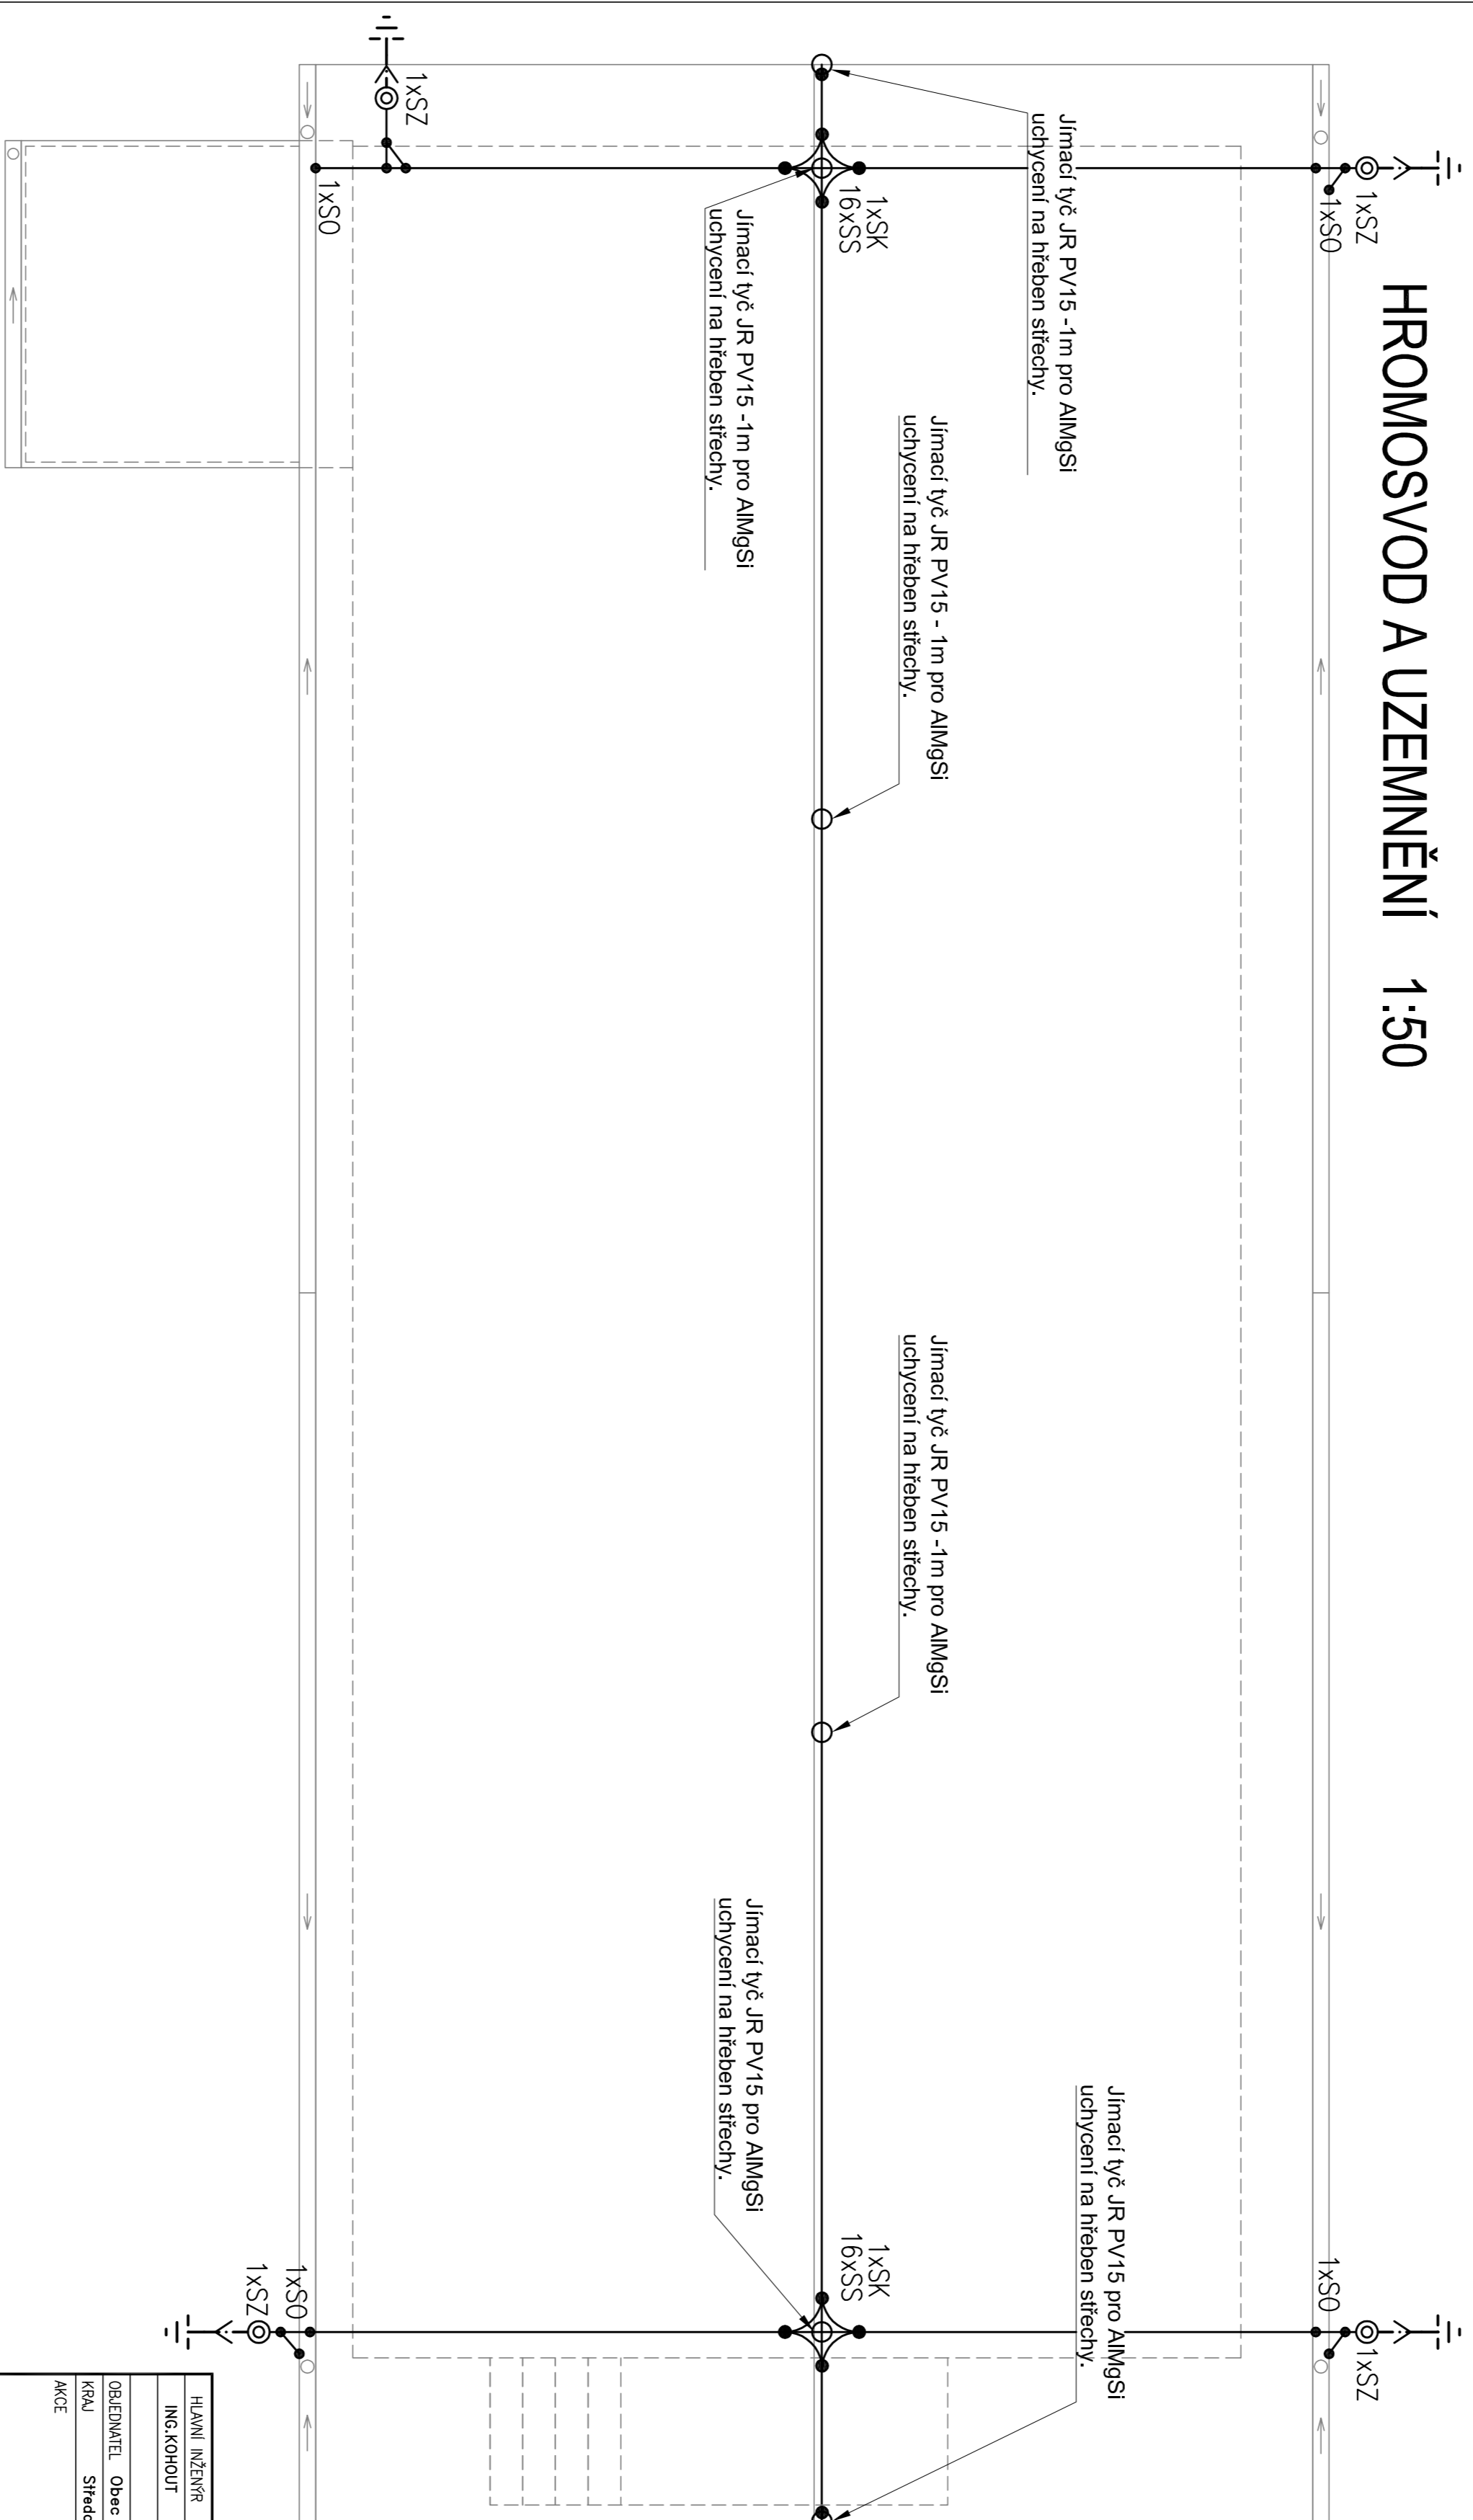 HROMOSVOD A UZEMNĚNÍ 1:50
1xSZ
1xSO
1xSZ
1xSO
Jímací tyč JR PV15 -1m pro AlMgSi
uchycení na hřeben střechy.
1xSK
16xSS
Jímací tyč JR PV15 -1m pro AlMgSi
uchycení na hřeben střechy.
Jímací tyč JR PV15 - 1m pro AlMgSi
uchycení na hřeben střechy.
Jímací tyč JR PV15 -1m pro AlMgSi
uchycení na hřeben střechy.
Jímací tyč JR PV15 pro AlMgSi
uchycení na hřeben střechy.
Jímací tyč JR PV15 pro AlMgSi
uchycení na hřeben střechy.
1xSK
16xSS
1xSO
1xSZ
1xSO
1xSZ
HLAVNÍ INŽENÝR
ING.KOHOUT
OBJEDNATEL Obec
KRAJ
AKCE